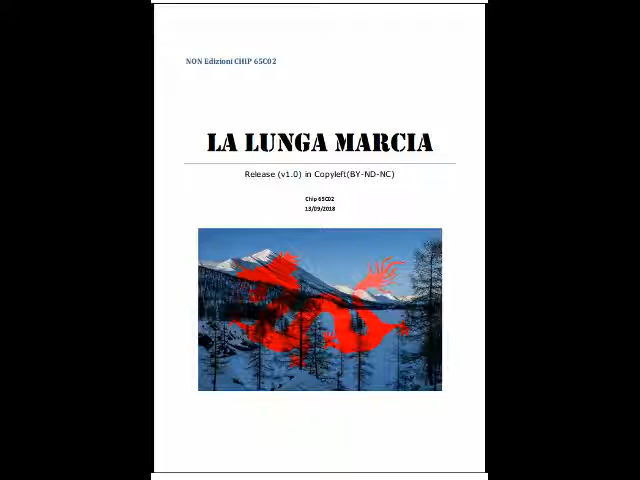 NON Edizioni CHIP 65C02
LA LUNGA MARCIA
Release (v1.0) in Copyleft(BY-ND-NC)
Chip 65C02
13/09/2018